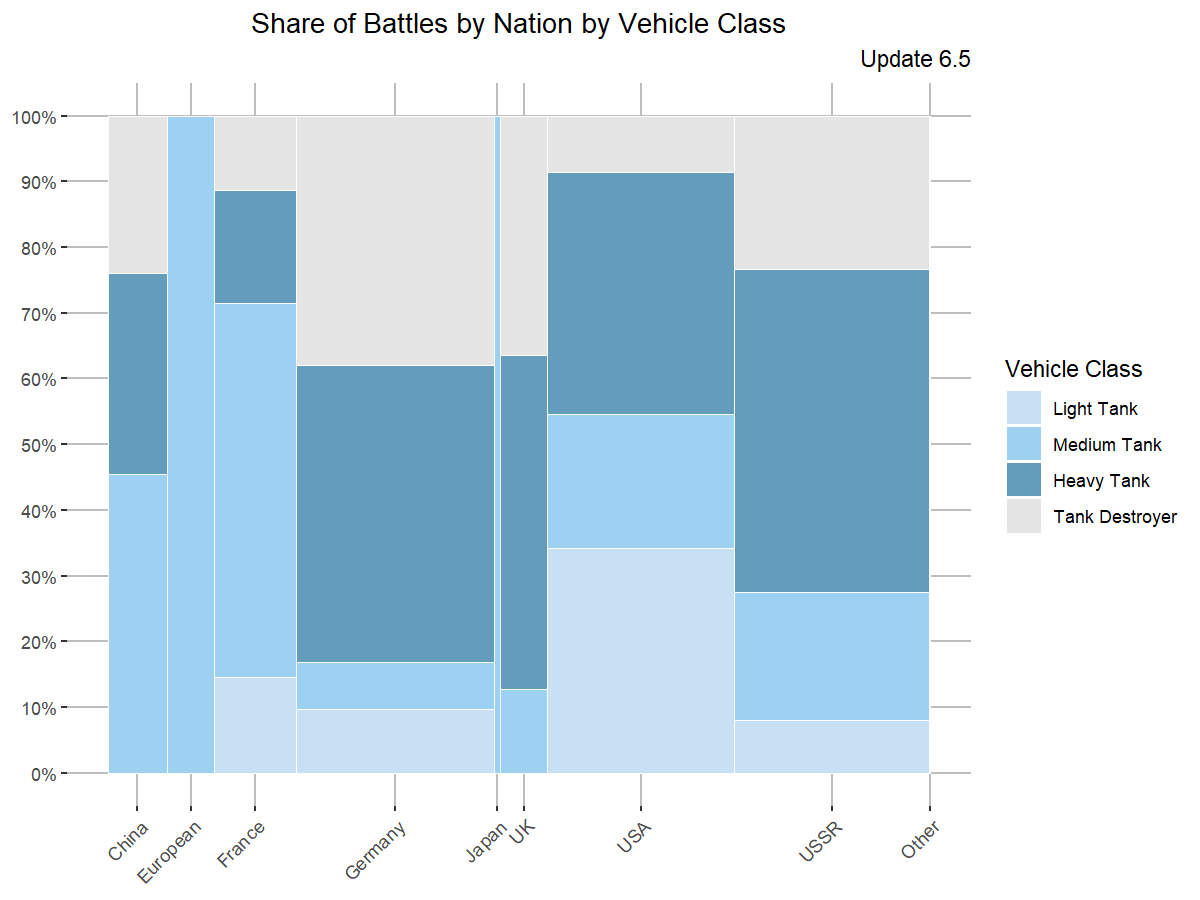 Share of Battles by Nation by Vehicle Class
Update 6.5
100%
90%
80%
70%
60%
50%
40%
30%
20%
10%
0%
China
European
France
Germany
Japan
UK
USA
USSR
Other
Vehicle Class
Light Tank
Medium Tank
Heavy Tank
Tank Destroyer